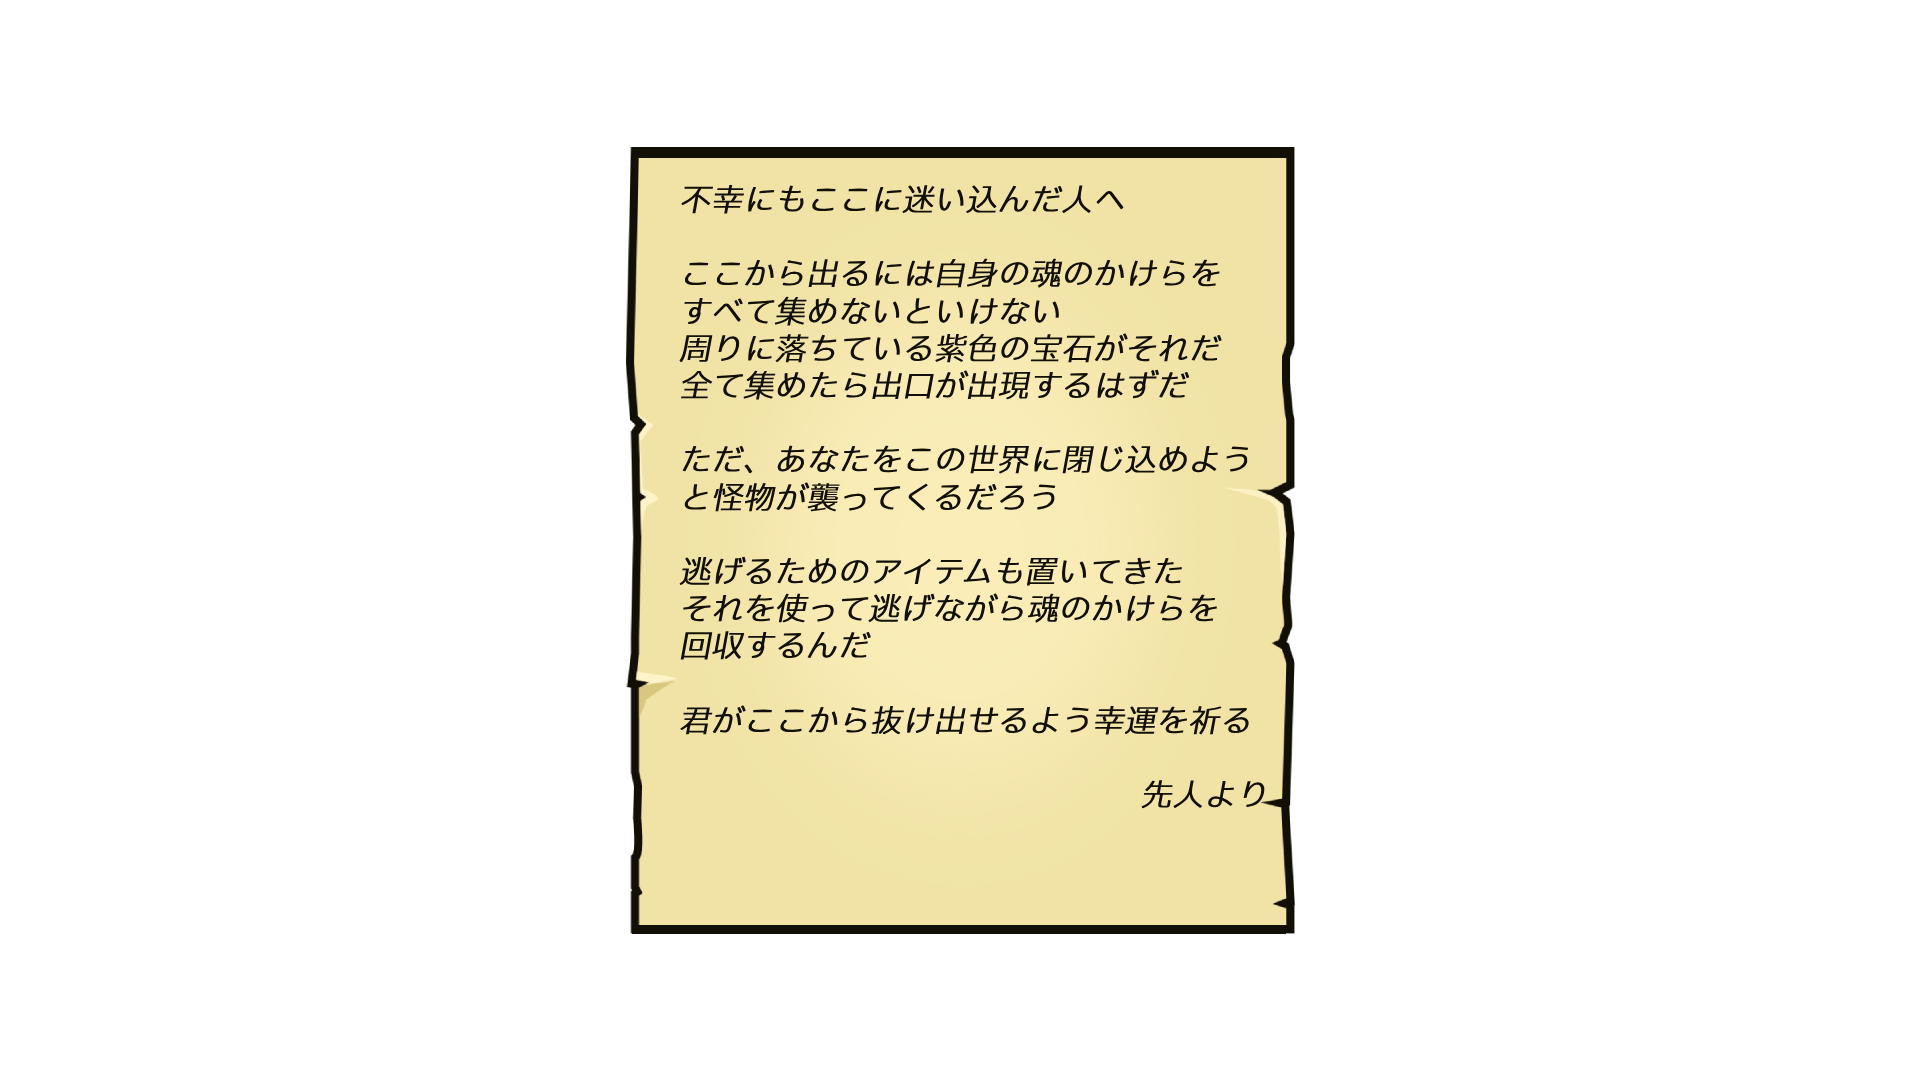 不幸にもここに迷い込んだ人へ
ここから出るには自身の魂のかけらを
すべて集めないといけない
周りに落ちている紫色の宝石がそれだ
全て集めたら出口が出現するはずだ
ただ、あなたをこの世界に閉じ込めよう
と怪物が襲ってくるだろう
逃げるためのアイテムも置いてきた
それを使って逃げながら魂のかけらを
回収するんだ
君がここから抜け出せるよう幸運を祈る
先人より